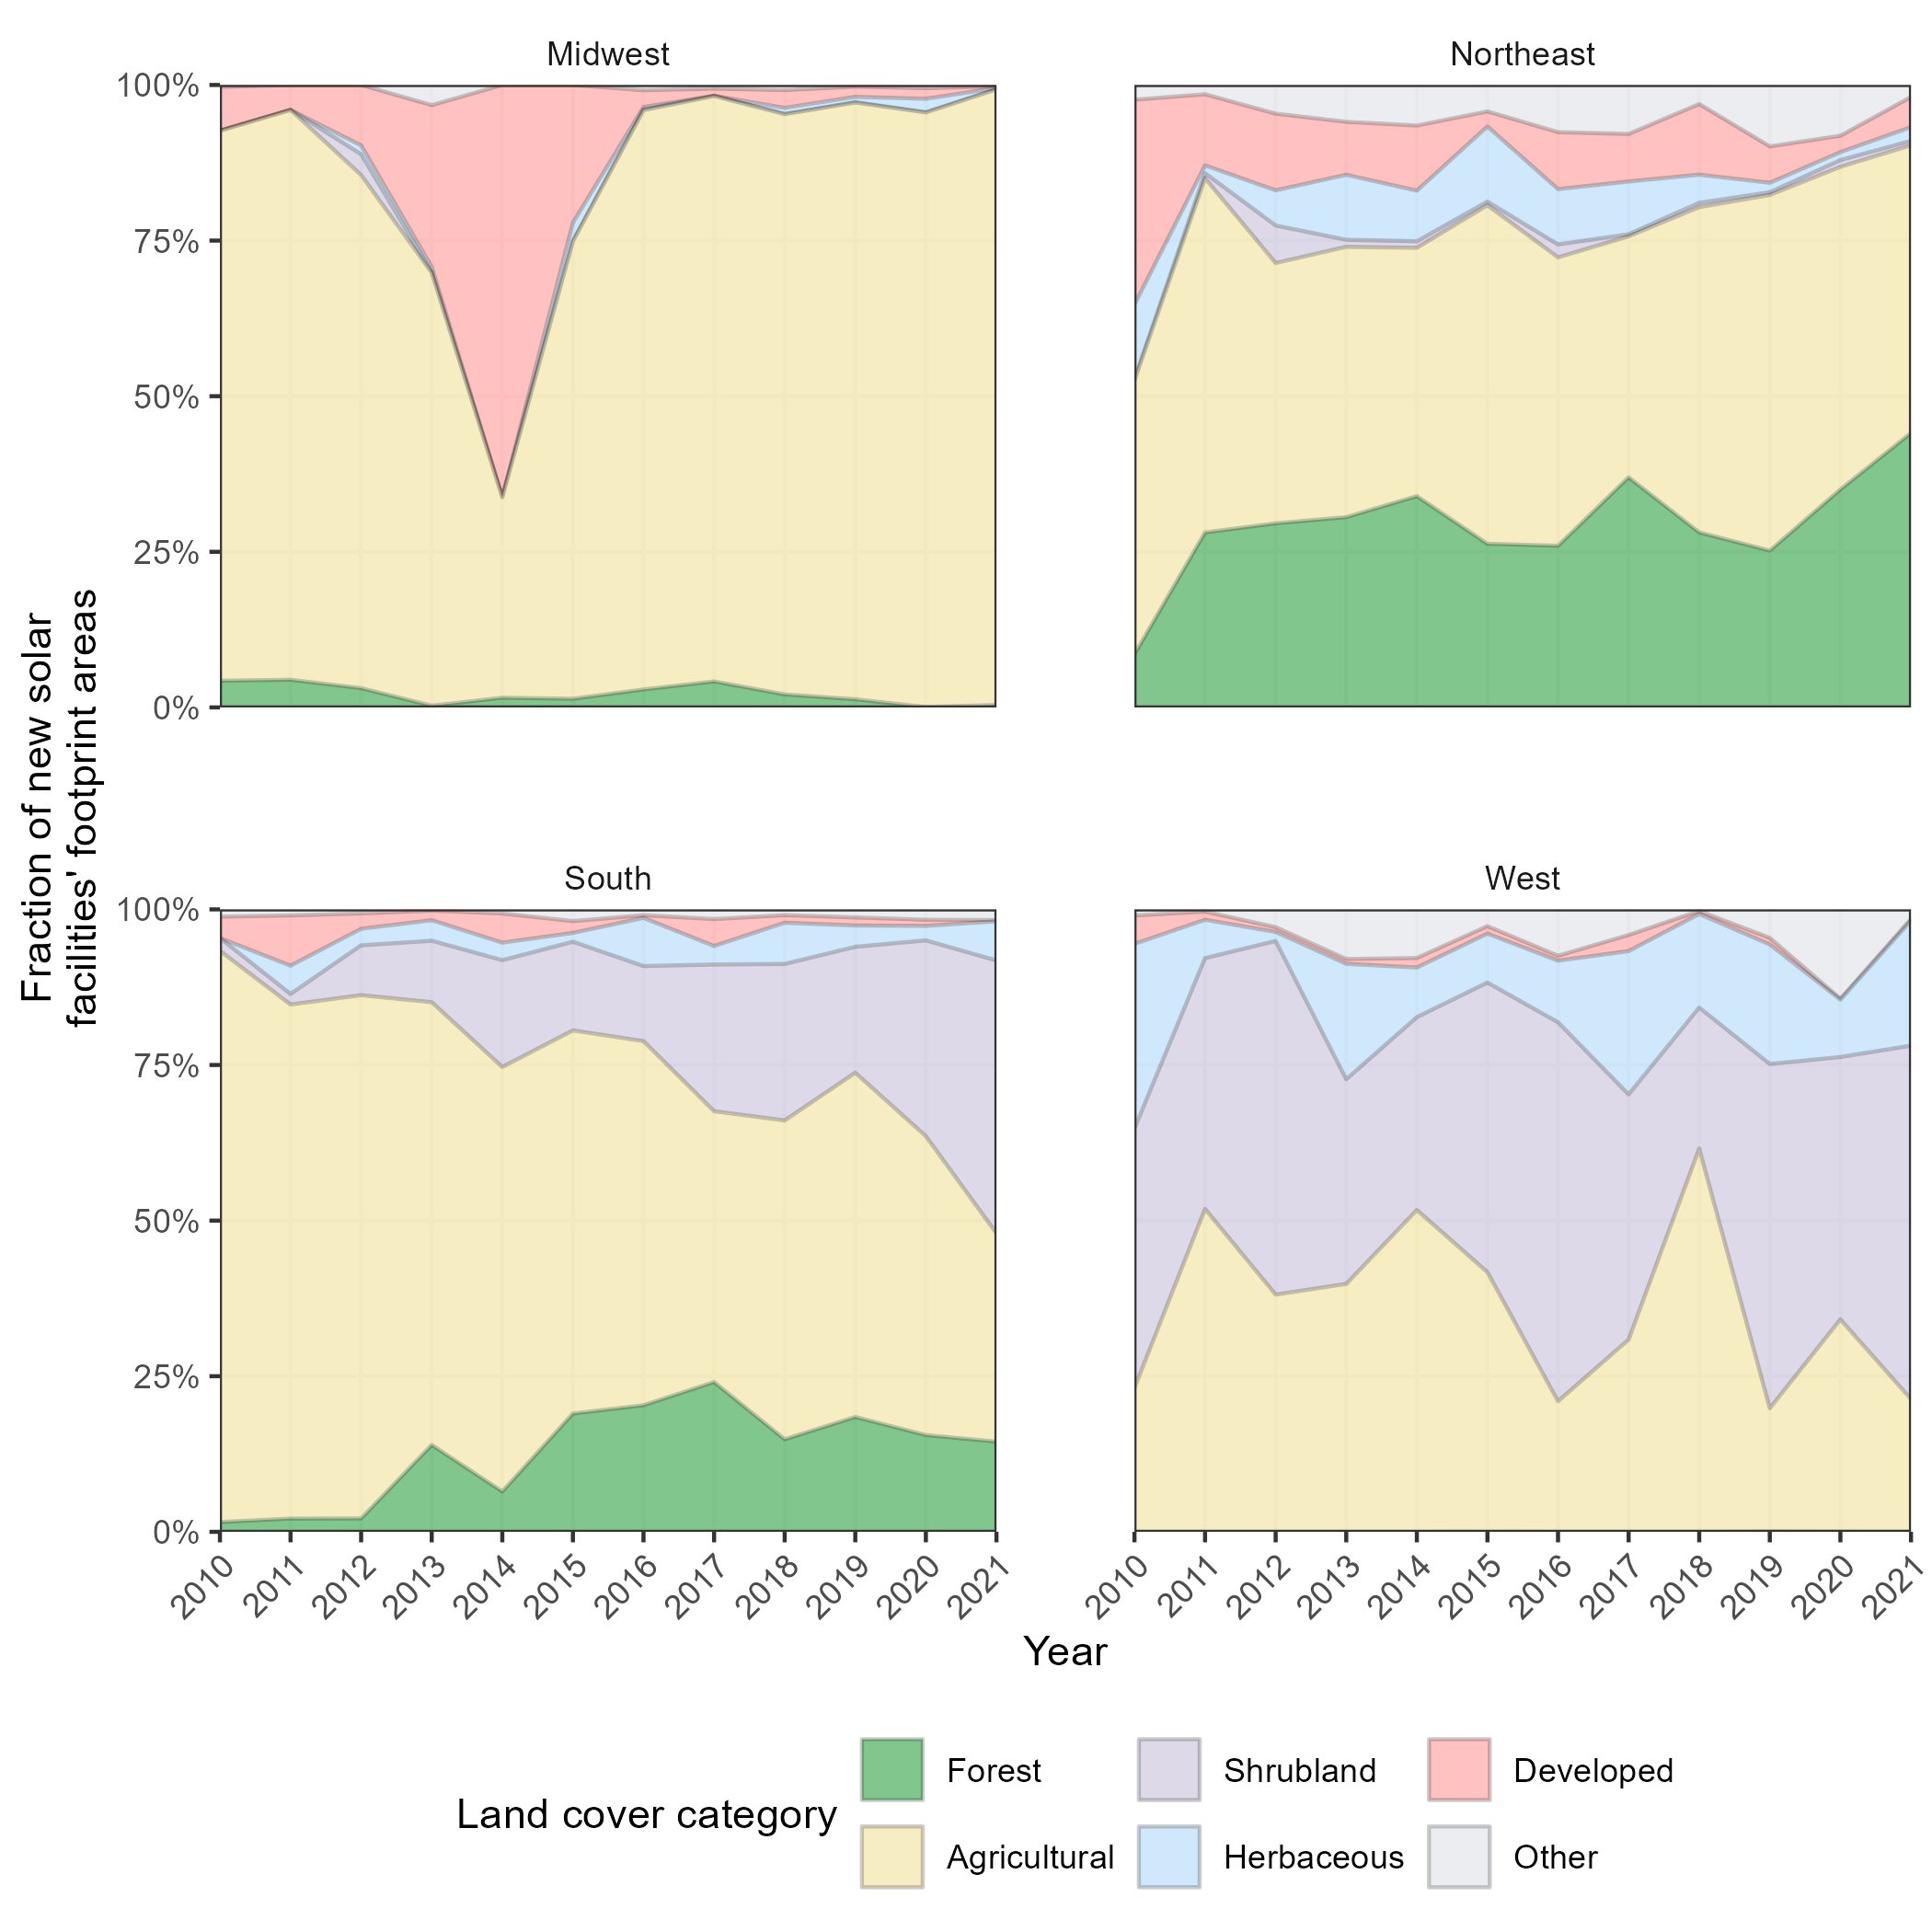 Midwest
Northeast
100%
75%
50%
25%
0%
Fraction of new solar
facilities' footprint areas
South
West
100%
75%
50%
25%
0%
2010 2011 2012 2013 2014 2015 2016 2017 2018 2019 2020 2021
2010 2011 2012 2013 2014 2015 2016 2017 2018 2019 2020 2021
Year
Land cover category
Forest
Agricultural
Shrubland
Herbaceous
Developed
Other